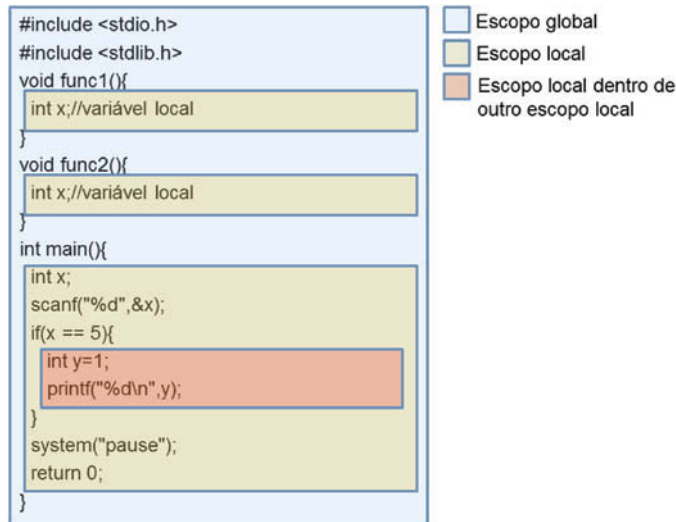 #include <stdio.h>
#include <stdlib.h>
void func1(){
int x;//variável local
}
void func2(){
int x;//variável local
}
int main(){
int x;
scanf("%d",&x);
if(x == 5){
int y=1;
printf("%d\n",y);
}
system("pause");
return 0;
}
Escopo global
Escopo local
Escopo local dentro de
outro escopo local